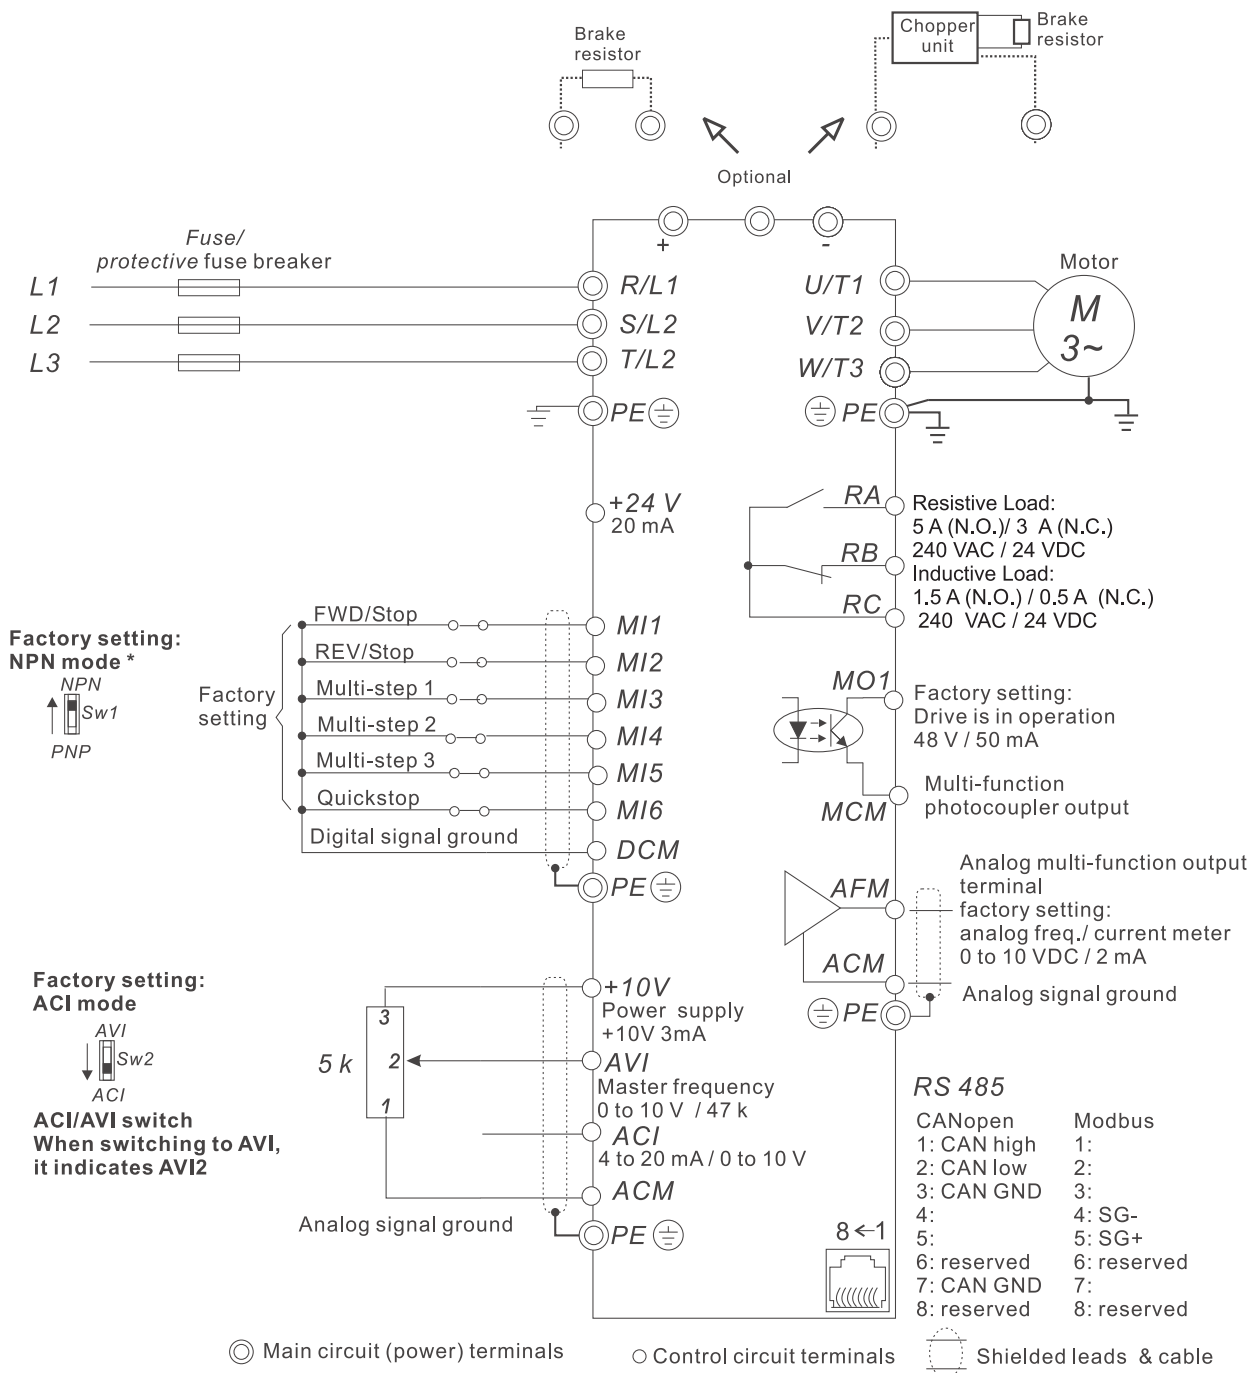 Brake
resistor
Chopper
unit
Brake
resistor
Optional
+
-
Fuse/
protective fuse breaker
L1
L2
L3
R/L1
S/L2
T/L2
PE
U/T1
V/T2
W/T3
PE
Motor
M
3~
+24 V
20 mA
RA
RB
RC
Resistive Load:
5 A (N.O.)/ 3 A (N.C.)
240 VAC / 24 VDC
Inductive Load:
1.5 A (N.O.) / 0.5 A (N.C.)
240 VAC / 24 VDC
Factory setting:
NPN mode *
NPN
Sw1
PNP
Factory
setting
FWD/Stop
REV/Stop
Multi-step 1
Multi-step 2
Multi-step 3
Quickstop
Digital signal ground
MI1
MI2
MI3
MI4
MI5
MI6
DCM
PE
MO1
MCM
Factory setting:
Drive is in operation
48 V / 50 mA
Multi-function
photocoupler output
AFM
ACM
PE
Analog multi-function output
terminal
factory setting:
analog freq./ current meter
0 to 10 VDC / 2 mA
Analog signal ground
Factory setting:
ACI mode
AVI
Sw2
ACI
ACI/AVI switch
When switching to AVI,
it indicates AVI2
5 k
3
2
1
+10V
Power supply
+10V 3mA
AVI
Master frequency
0 to 10 V / 47 k
ACI
4 to 20 mA / 0 to 10 V
ACM
Analog signal ground
PE
8←1
RS 485
CANopen
1: CAN high
2: CAN low
3: CAN GND
4:
5:
6: reserved
7: CAN GND
8: reserved
Modbus
1:
2:
3:
4: SG-
5: SG+
6: reserved
7:
8: reserved
Main circuit (power) terminals
Control circuit terminals
Shielded leads & cable